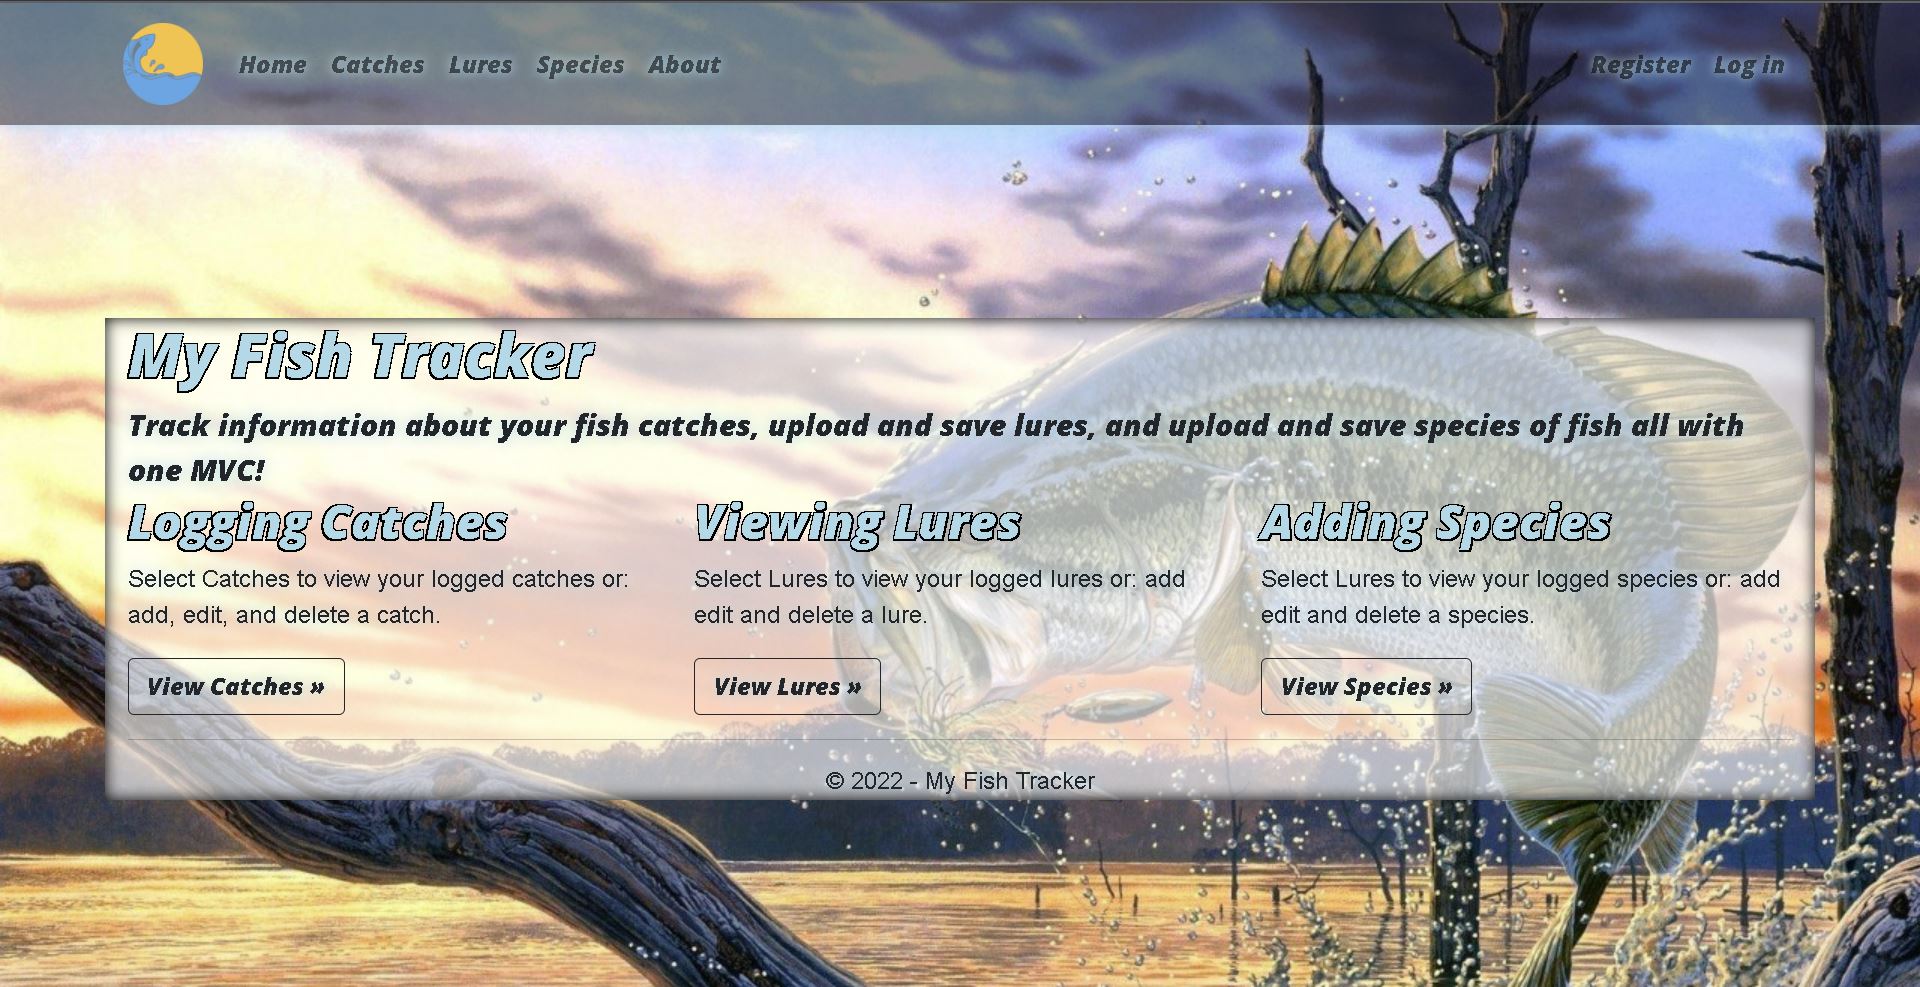 Home Catches Lures Species About Register Log in
My Fish Tracker
Track information about your fish catches, upload and save lures, and upload and save species of fish all with
one MVC!
Logging Catches
Select Catches to view your logged catches or:
add, edit, and delete a catch.
View Catches »
Viewing Lures
Select Lures to view your logged lures or: add
edit and delete a lure.
View Lures »
Adding Species
Select Lures to view your logged species or: add
edit and delete a species.
View Species »
© 2022 - My Fish Tracker